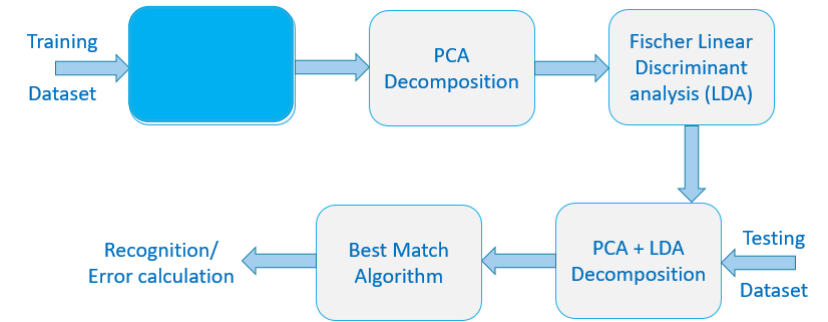 Training
Dataset
PCA
Decomposition
Fischer Linear
Discriminant
analysis (LDA)
Recognition/
Error calculation
Best Match
Algorithm
PCA + LDA
Decomposition
Testing
Dataset